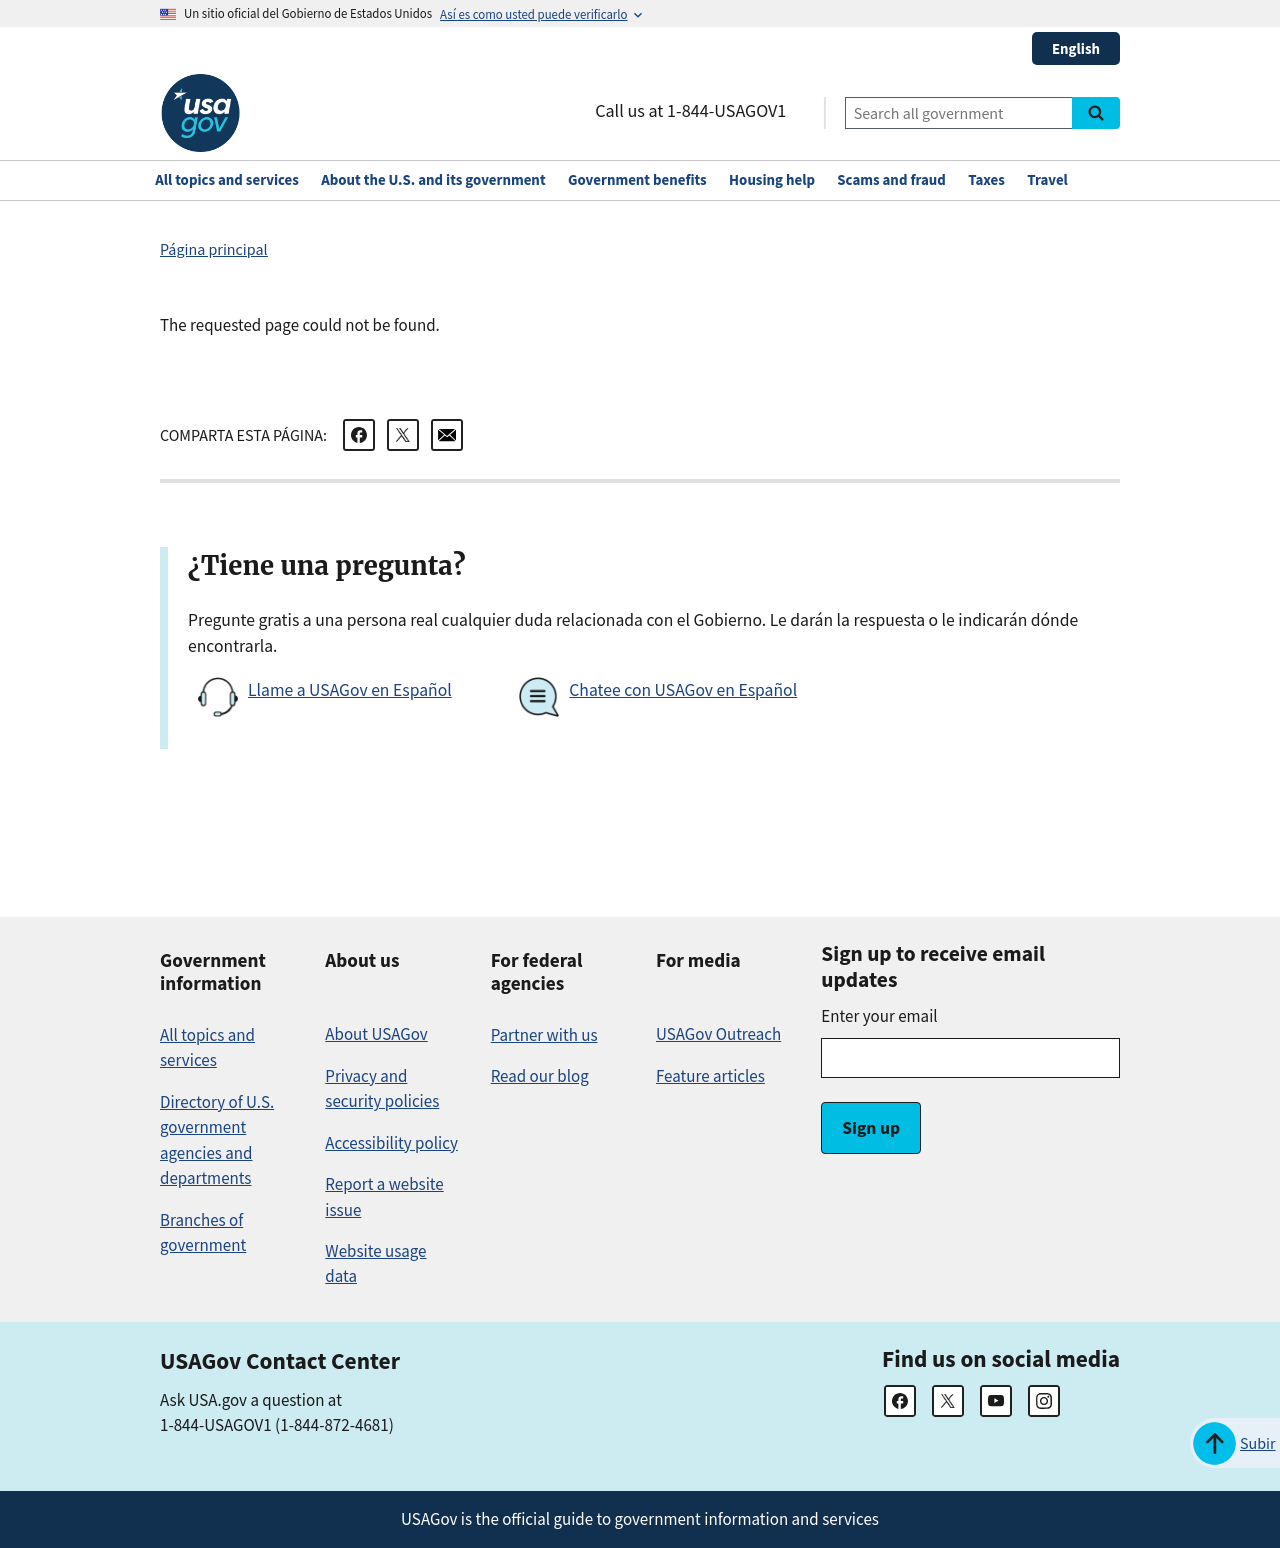 Un sitio oficial del Gobierno de Estados Unidos Así es como usted puede verificarlo
English
usa
gov
Call us at 1-844-USAGOV1
Search all government
All topics and services About the U.S. and its government Government benefits Housing help Scams and fraud Taxes Travel
Página principal
The requested page could not be found.
COMPARTA ESTA PÁGINA:
¿Tiene una pregunta?
Pregunte gratis a una persona real cualquier duda relacionada con el Gobierno. Le darán la respuesta o le indicarán dónde
encontrarla.
Llame a USAGov en Español
Chatee con USAGov en Español
Government
information
All topics and
services
Directory of U.S.
government
agencies and
departments
Branches of
government
About us
About USAGov
Privacy and
security policies
Accessibility policy
Report a website
issue
Website usage
data
For federal
agencies
Partner with us
Read our blog
For media
USAGov Outreach
Feature articles
Sign up to receive email
updates
Enter your email
Sign up
USAGov Contact Center
Ask USA.gov a question at
1-844-USAGOV1 (1-844-872-4681)
Find us on social media
Subir
USAGov is the official guide to government information and services